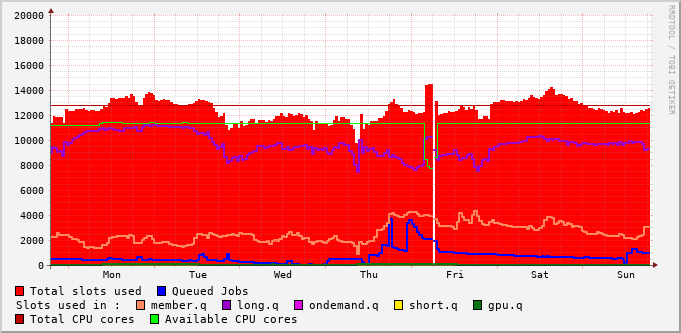 20000
18000
16000
14000
12000
10000
8000
6000
4000
2000
0
Mon Tue Wed Thu Fri Sat Sun
RRDTOOL / TOBI OETIKER
Total slots used Queued Jobs
Slots used in : member.q long.q ondemand.q short.q gpu.q
Total CPU cores Available CPU cores